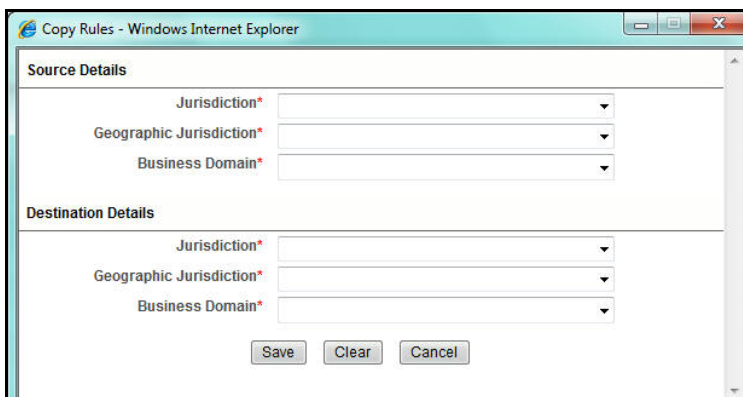 Copy Rules - Windows Internet Explorer
Source Details
Jurisdiction*
Geographic Jurisdiction*
Business Domain*
Destination Details
Jurisdiction*
Geographic Jurisdiction*
Business Domain*
Save Clear Cancel